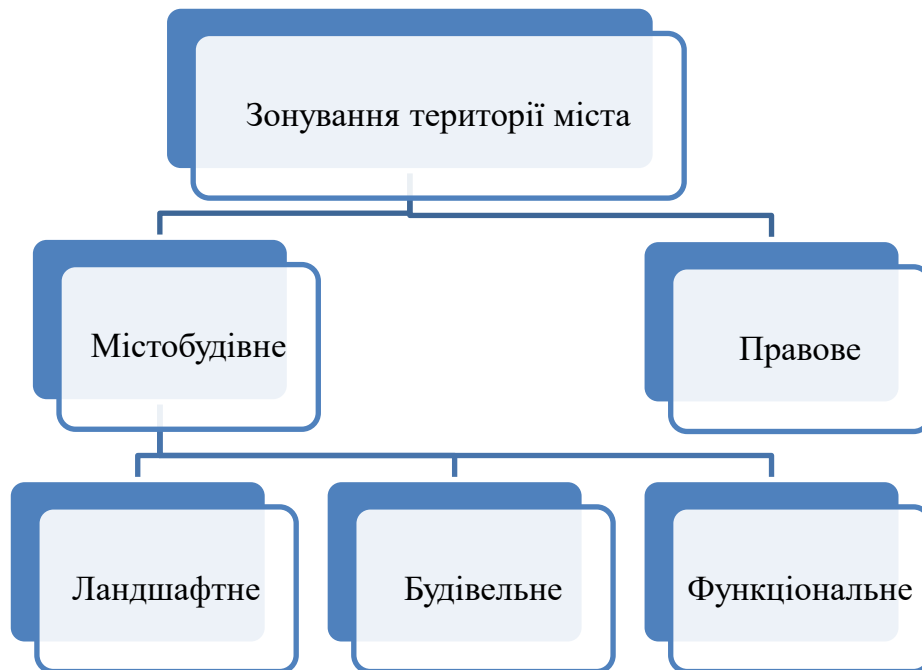 Зонування території міста
Містобудівне
Правове
Ландшафтне
Будівельне
Функціональне